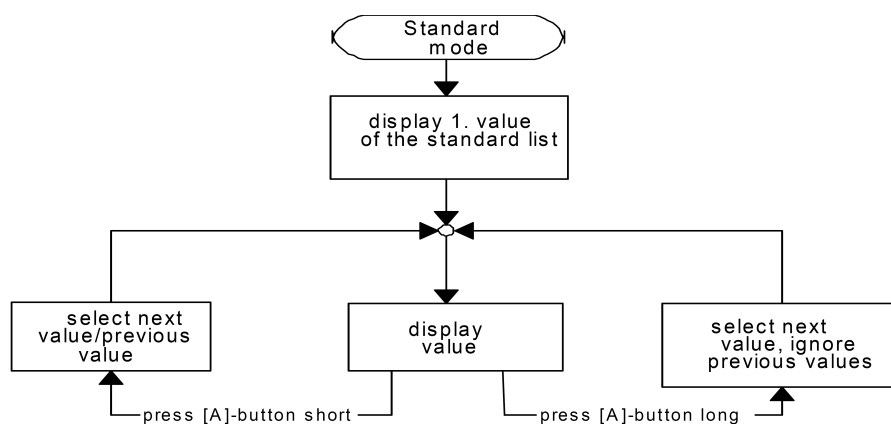 Standard
mode
display 1. value
of the standard list
select next
value/previous
value
display
value
select next
value, ignore
previous values
press [A]-button short
press [A]-button long